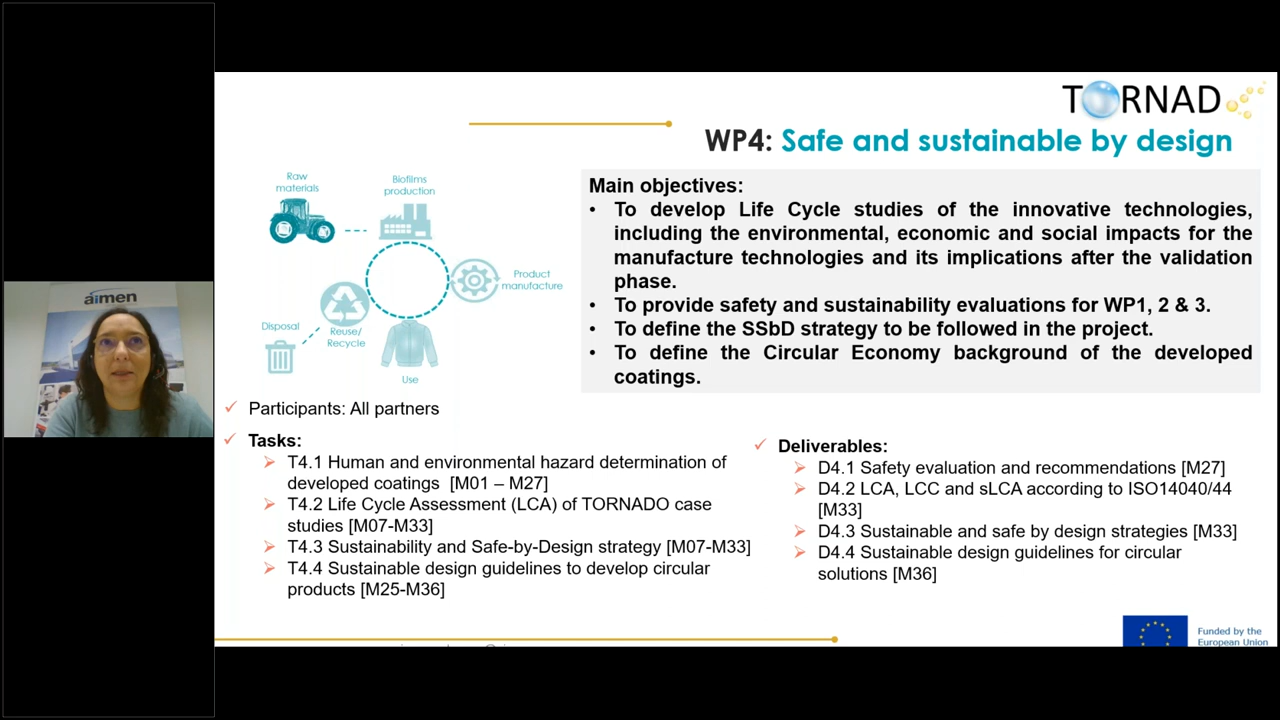 TORNAD
WP4: Safe and sustainable by design
Raw
materials
Biofilms
production
Product
manufacture
Disposal
Reuse/
Recycle
Use
aimen
Main objectives:
• To develop Life Cycle studies of the innovative technologies,
including the environmental, economic and social impacts for the
manufacture technologies and its implications after the validation
phase.
• To provide safety and sustainability evaluations for WP1, 2 & 3.
• To define the SSbD strategy to be followed in the project.
• To define the Circular Economy background of the developed
coatings.
Participants: All partners
Tasks:
T4.1 Human and environmental hazard determination of
developed coatings [M01 – M27]
T4.2 Life Cycle Assessment (LCA) of TORNADO case
studies [M07-M33]
T4.3 Sustainability and Safe-by-Design strategy [M07-M33]
T4.4 Sustainable design guidelines to develop circular
products [M25-M36]
Deliverables:
D4.1 Safety evaluation and recommendations [M27]
D4.2 LCA, LCC and sLCA according to ISO14040/44
[M33]
D4.3 Sustainable and safe by design strategies [M33]
D4.4 Sustainable design guidelines for circular
solutions [M36]
Funded by the
European Union